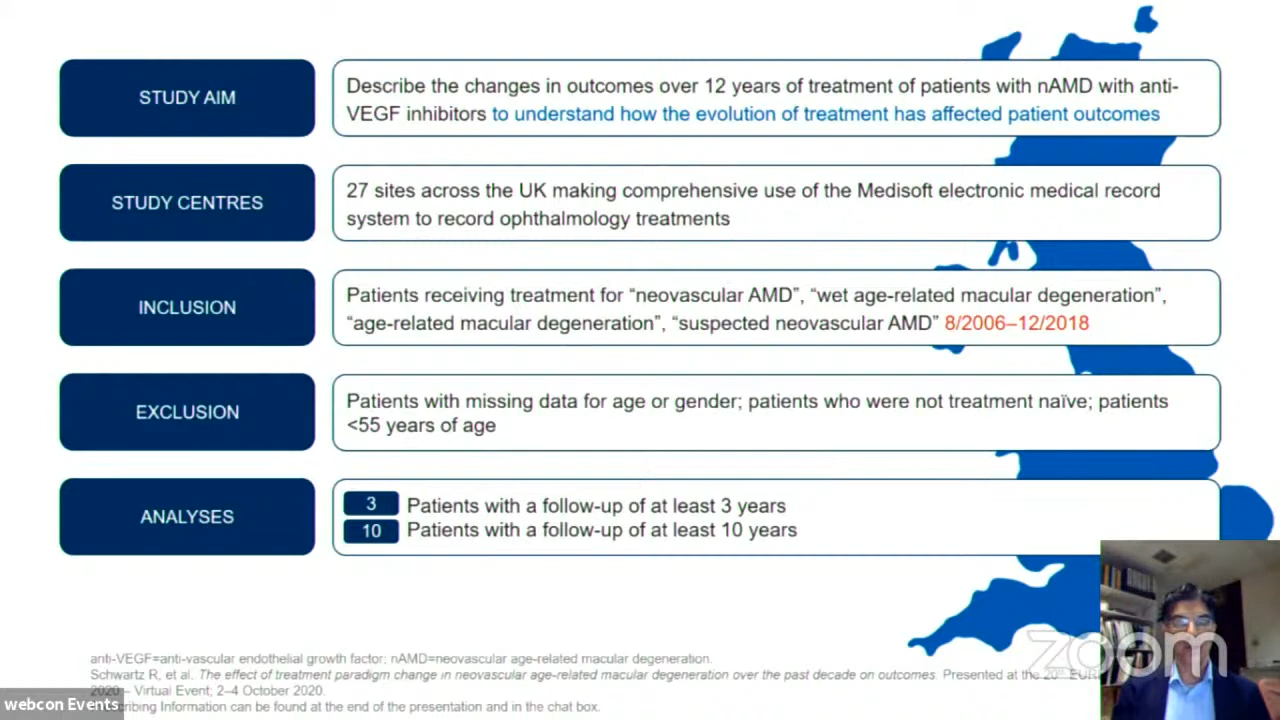 STUDY AIM
Describe the changes in outcomes over 12 years of treatment of patients with nAMD with anti-
VEGF inhibitors to understand how the evolution of treatment has affected patient outcomes
STUDY CENTRES
27 sites across the UK making comprehensive use of the Medisoft electronic medical record
system to record ophthalmology treatments
INCLUSION
Patients receiving treatment for “neovascular AMD”, “wet age-related macular degeneration”,
“age-related macular degeneration”, “suspected neovascular AMD” 8/2006–12/2018
EXCLUSION
Patients with missing data for age or gender; patients who were not treatment naïve; patients
<55 years of age
ANALYSES
3 Patients with a follow-up of at least 3 years
10 Patients with a follow-up of at least 10 years
anti-VEGF=anti-vascular endothelial growth factor; nAMD=neovascular age-related macular degeneration.
Schwartz R, et al. The effect of treatment paradigm change in neovascular age-related macular degeneration over the past decade on outcomes. Presented at the 20th
2020 – Virtual Event; 2–4 October 2020.
Information can be found at the end of the presentation and in the chat box.
webcon Events
zoom